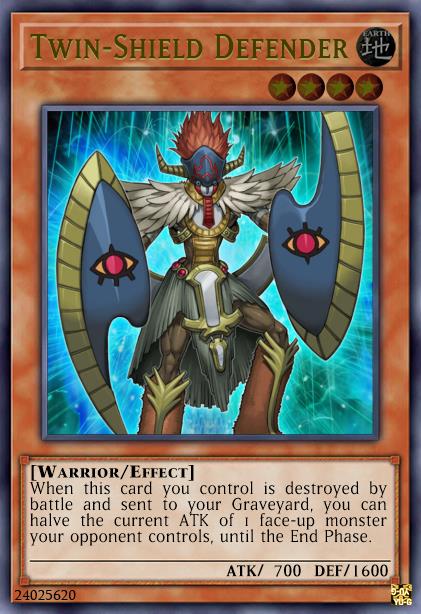 Twin-Shield Defender
EARTH
地
[Warrior/Effect]
When this card you control is destroyed by
battle and sent to your Graveyard, you can
halve the current ATK of 1 face-up monster
your opponent controls, until the End Phase.
ATK/ 700 DEF/1600
24025620